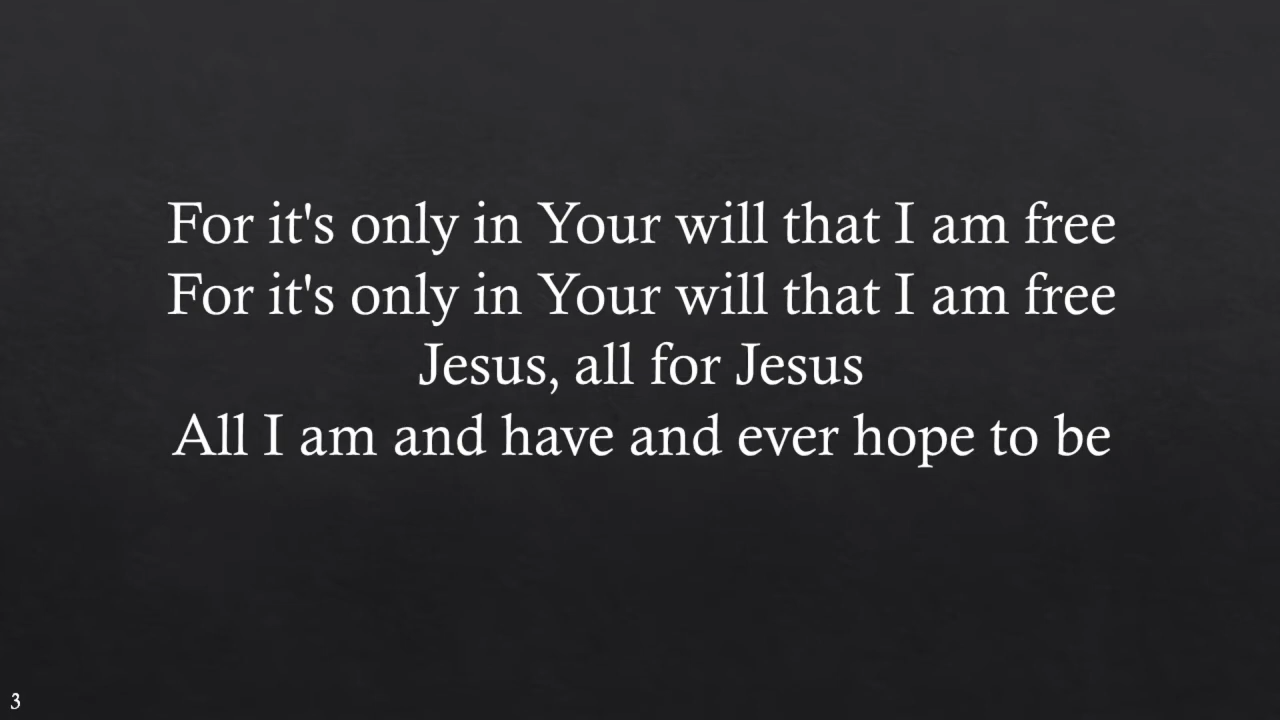 For it's only in Your will that I am free
For it's only in Your will that I am free
Jesus, all for Jesus
All I am and have and ever hope to be
3